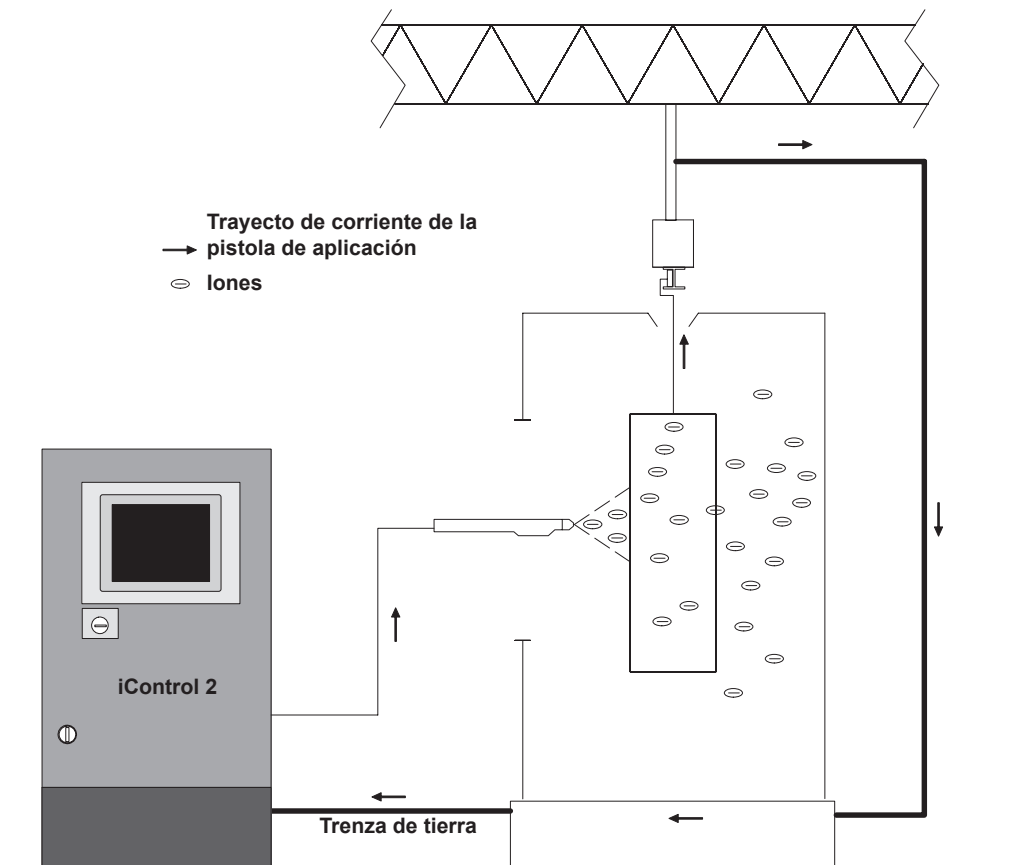 Trayecto de corriente de la
pistola de aplicación
Iones
iControl 2
Trenza de tierra